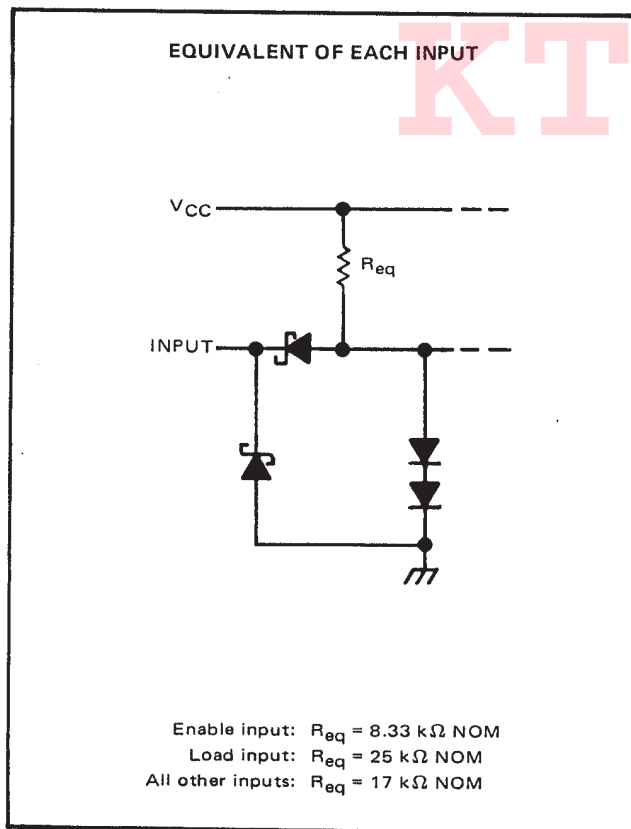 KT
EQUIVALENT OF EACH INPUT
VCC
Req
INPUT
Enable input: Req = 8.33 kΩ NOM
Load input: Req = 25 kΩ NOM
All other inputs: Req = 17 kΩ NOM